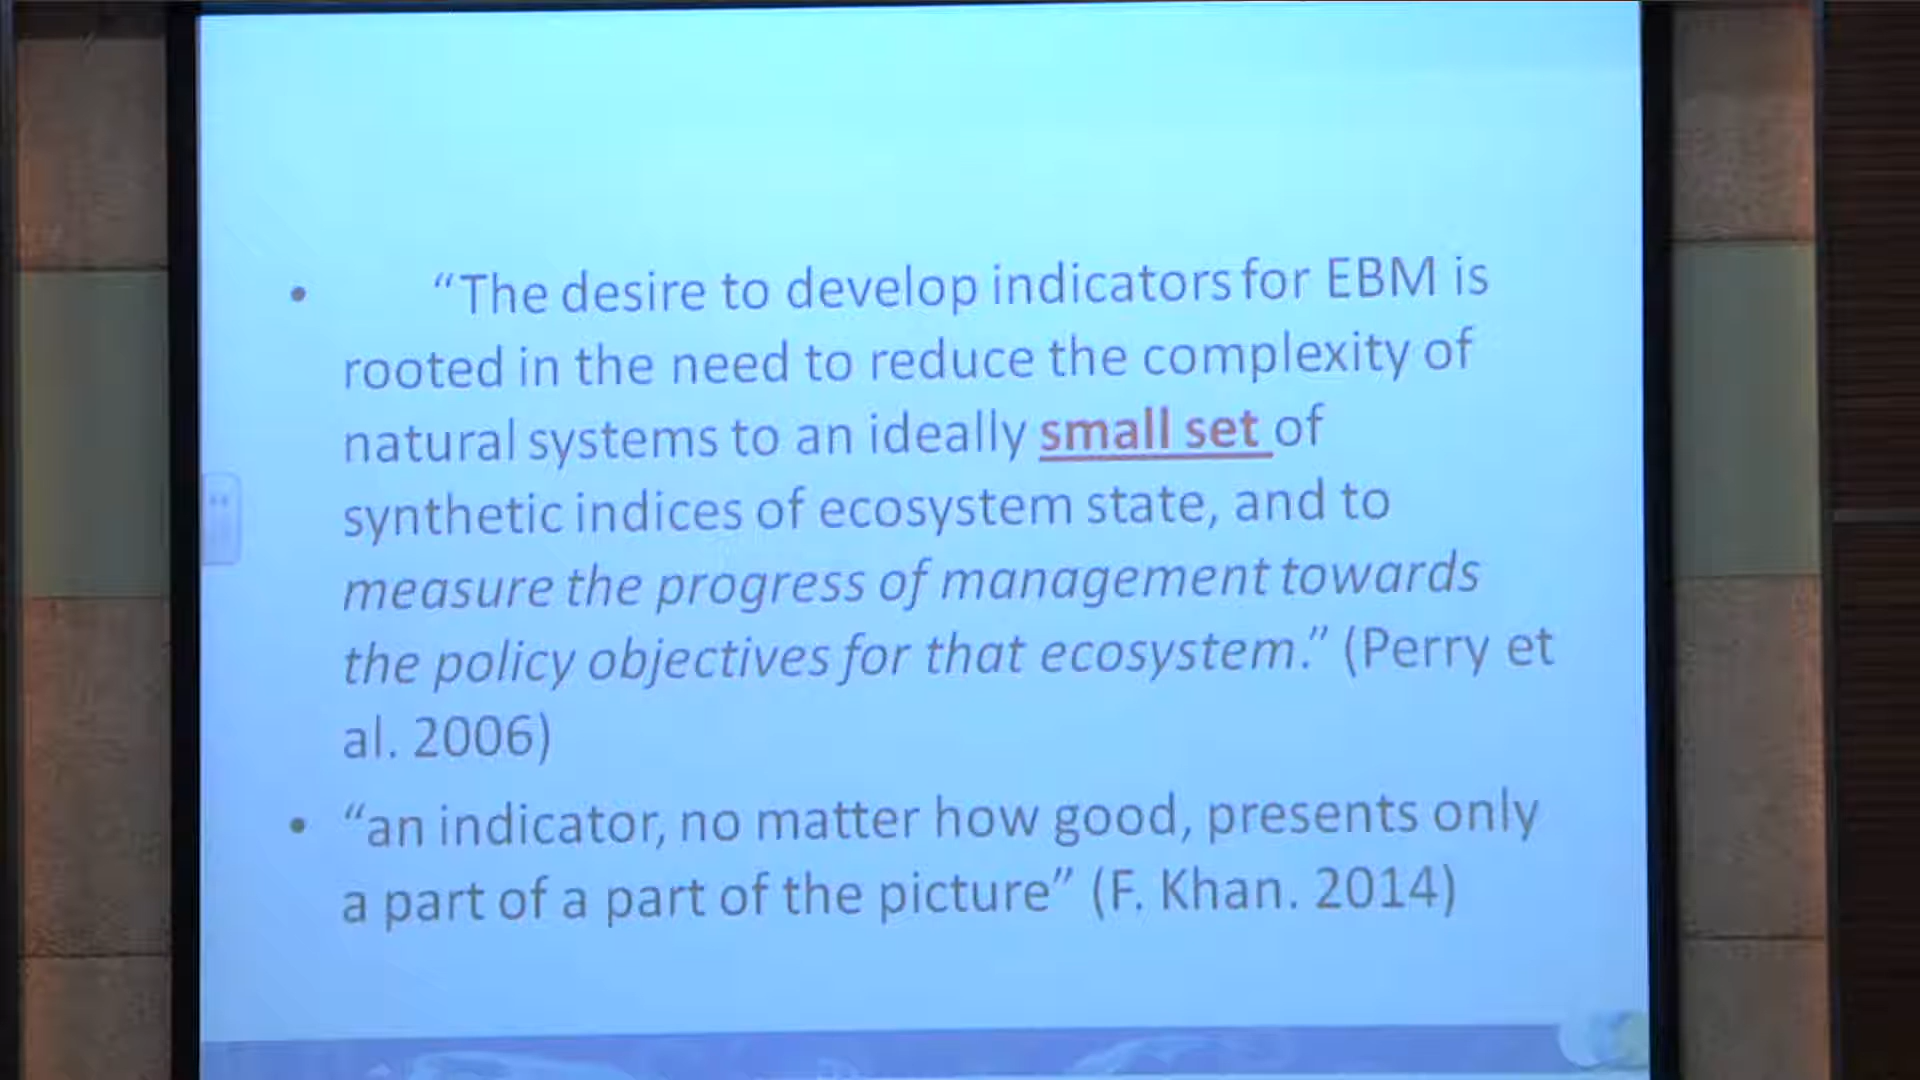 • “The desire to develop indicators for EBM is
rooted in the need to reduce the complexity of
natural systems to an ideally small set of
synthetic indices of ecosystem state, and to
measure the progress of management towards
the policy objectives for that ecosystem.” (Perry et
al. 2006)
• “an indicator, no matter how good, presents only
a part of a part of the picture” (F. Khan. 2014)